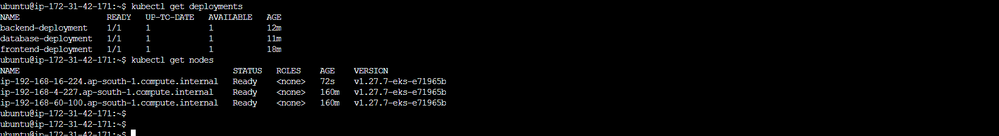 ubuntu@ip-172-31-42-171:~$ kubectl get deployments
NAME                  READY   UP-TO-DATE   AVAILABLE   AGE
backend-deployment    1/1     1            1           12m
database-deployment   1/1     1            1           11m
frontend-deployment   1/1     1            1           18m
ubuntu@ip-172-31-42-171:~$ kubectl get nodes
NAME                                            STATUS   ROLES    AGE    VERSION
ip-192-168-16-224.ap-south-1.compute.internal   Ready    <none>   72s    v1.27.7-eks-e71965b
ip-192-168-4-227.ap-south-1.compute.internal    Ready    <none>   160m   v1.27.7-eks-e71965b
ip-192-168-60-100.ap-south-1.compute.internal   Ready    <none>   160m   v1.27.7-eks-e71965b
ubuntu@ip-172-31-42-171:~$
ubuntu@ip-172-31-42-171:~$
ubuntu@ip-172-31-42-171:~$